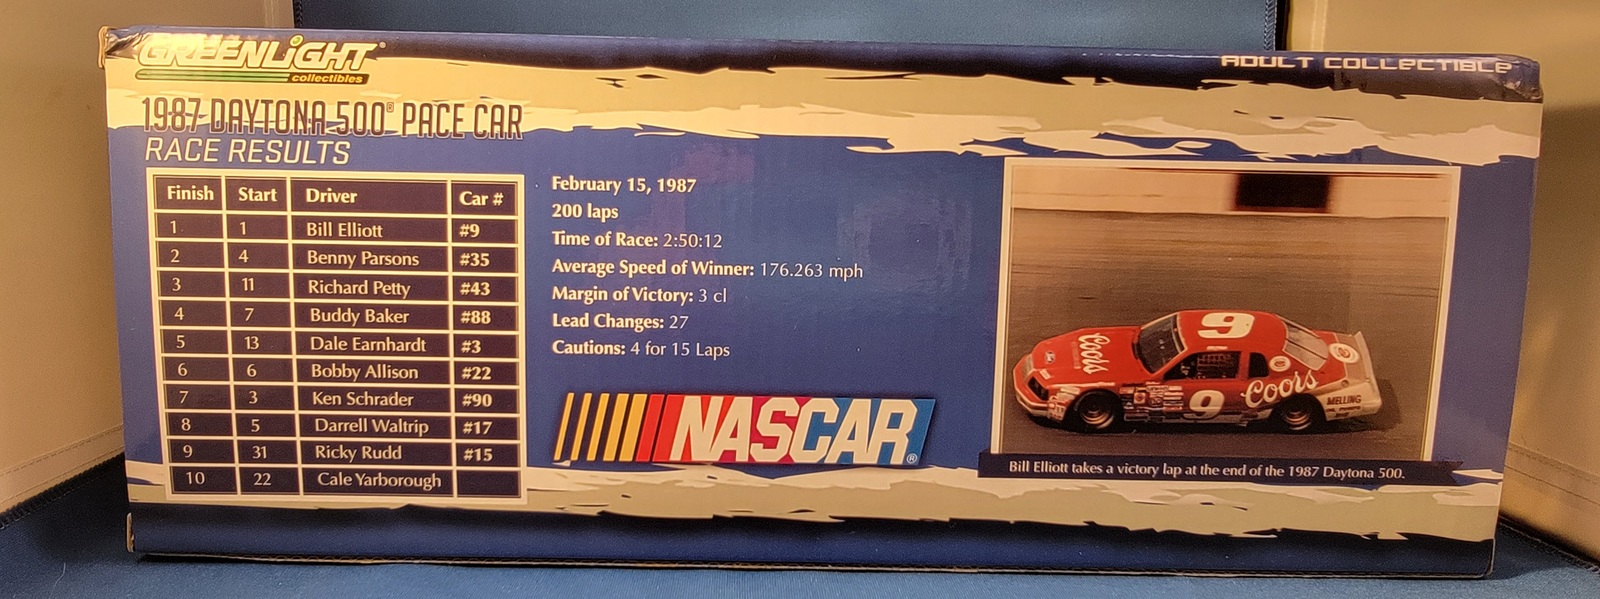 GREENLIGHT®
collectibles
ADULT COLLECTIBLE
1987 DAYTONA 500® PACE CAR
RACE RESULTS
Finish Start Driver Car #
1 1 Bill Elliott #9
2 4 Benny Parsons #35
3 11 Richard Petty #43
4 7 Buddy Baker #88
5 13 Dale Earnhardt #3
6 6 Bobby Allison #22
7 3 Ken Schrader #90
8 5 Darrell Waltrip #17
9 31 Ricky Rudd #15
10 22 Cale Yarborough
February 15, 1987
200 laps
Time of Race: 2:50:12
Average Speed of Winner: 176.263 mph
Margin of Victory: 3 cl
Lead Changes: 27
Cautions: 4 for 15 Laps
NASCAR®
9
Coors
9
Coors
MELLING
Bill Elliott takes a victory lap at the end of the 1987 Daytona 500.